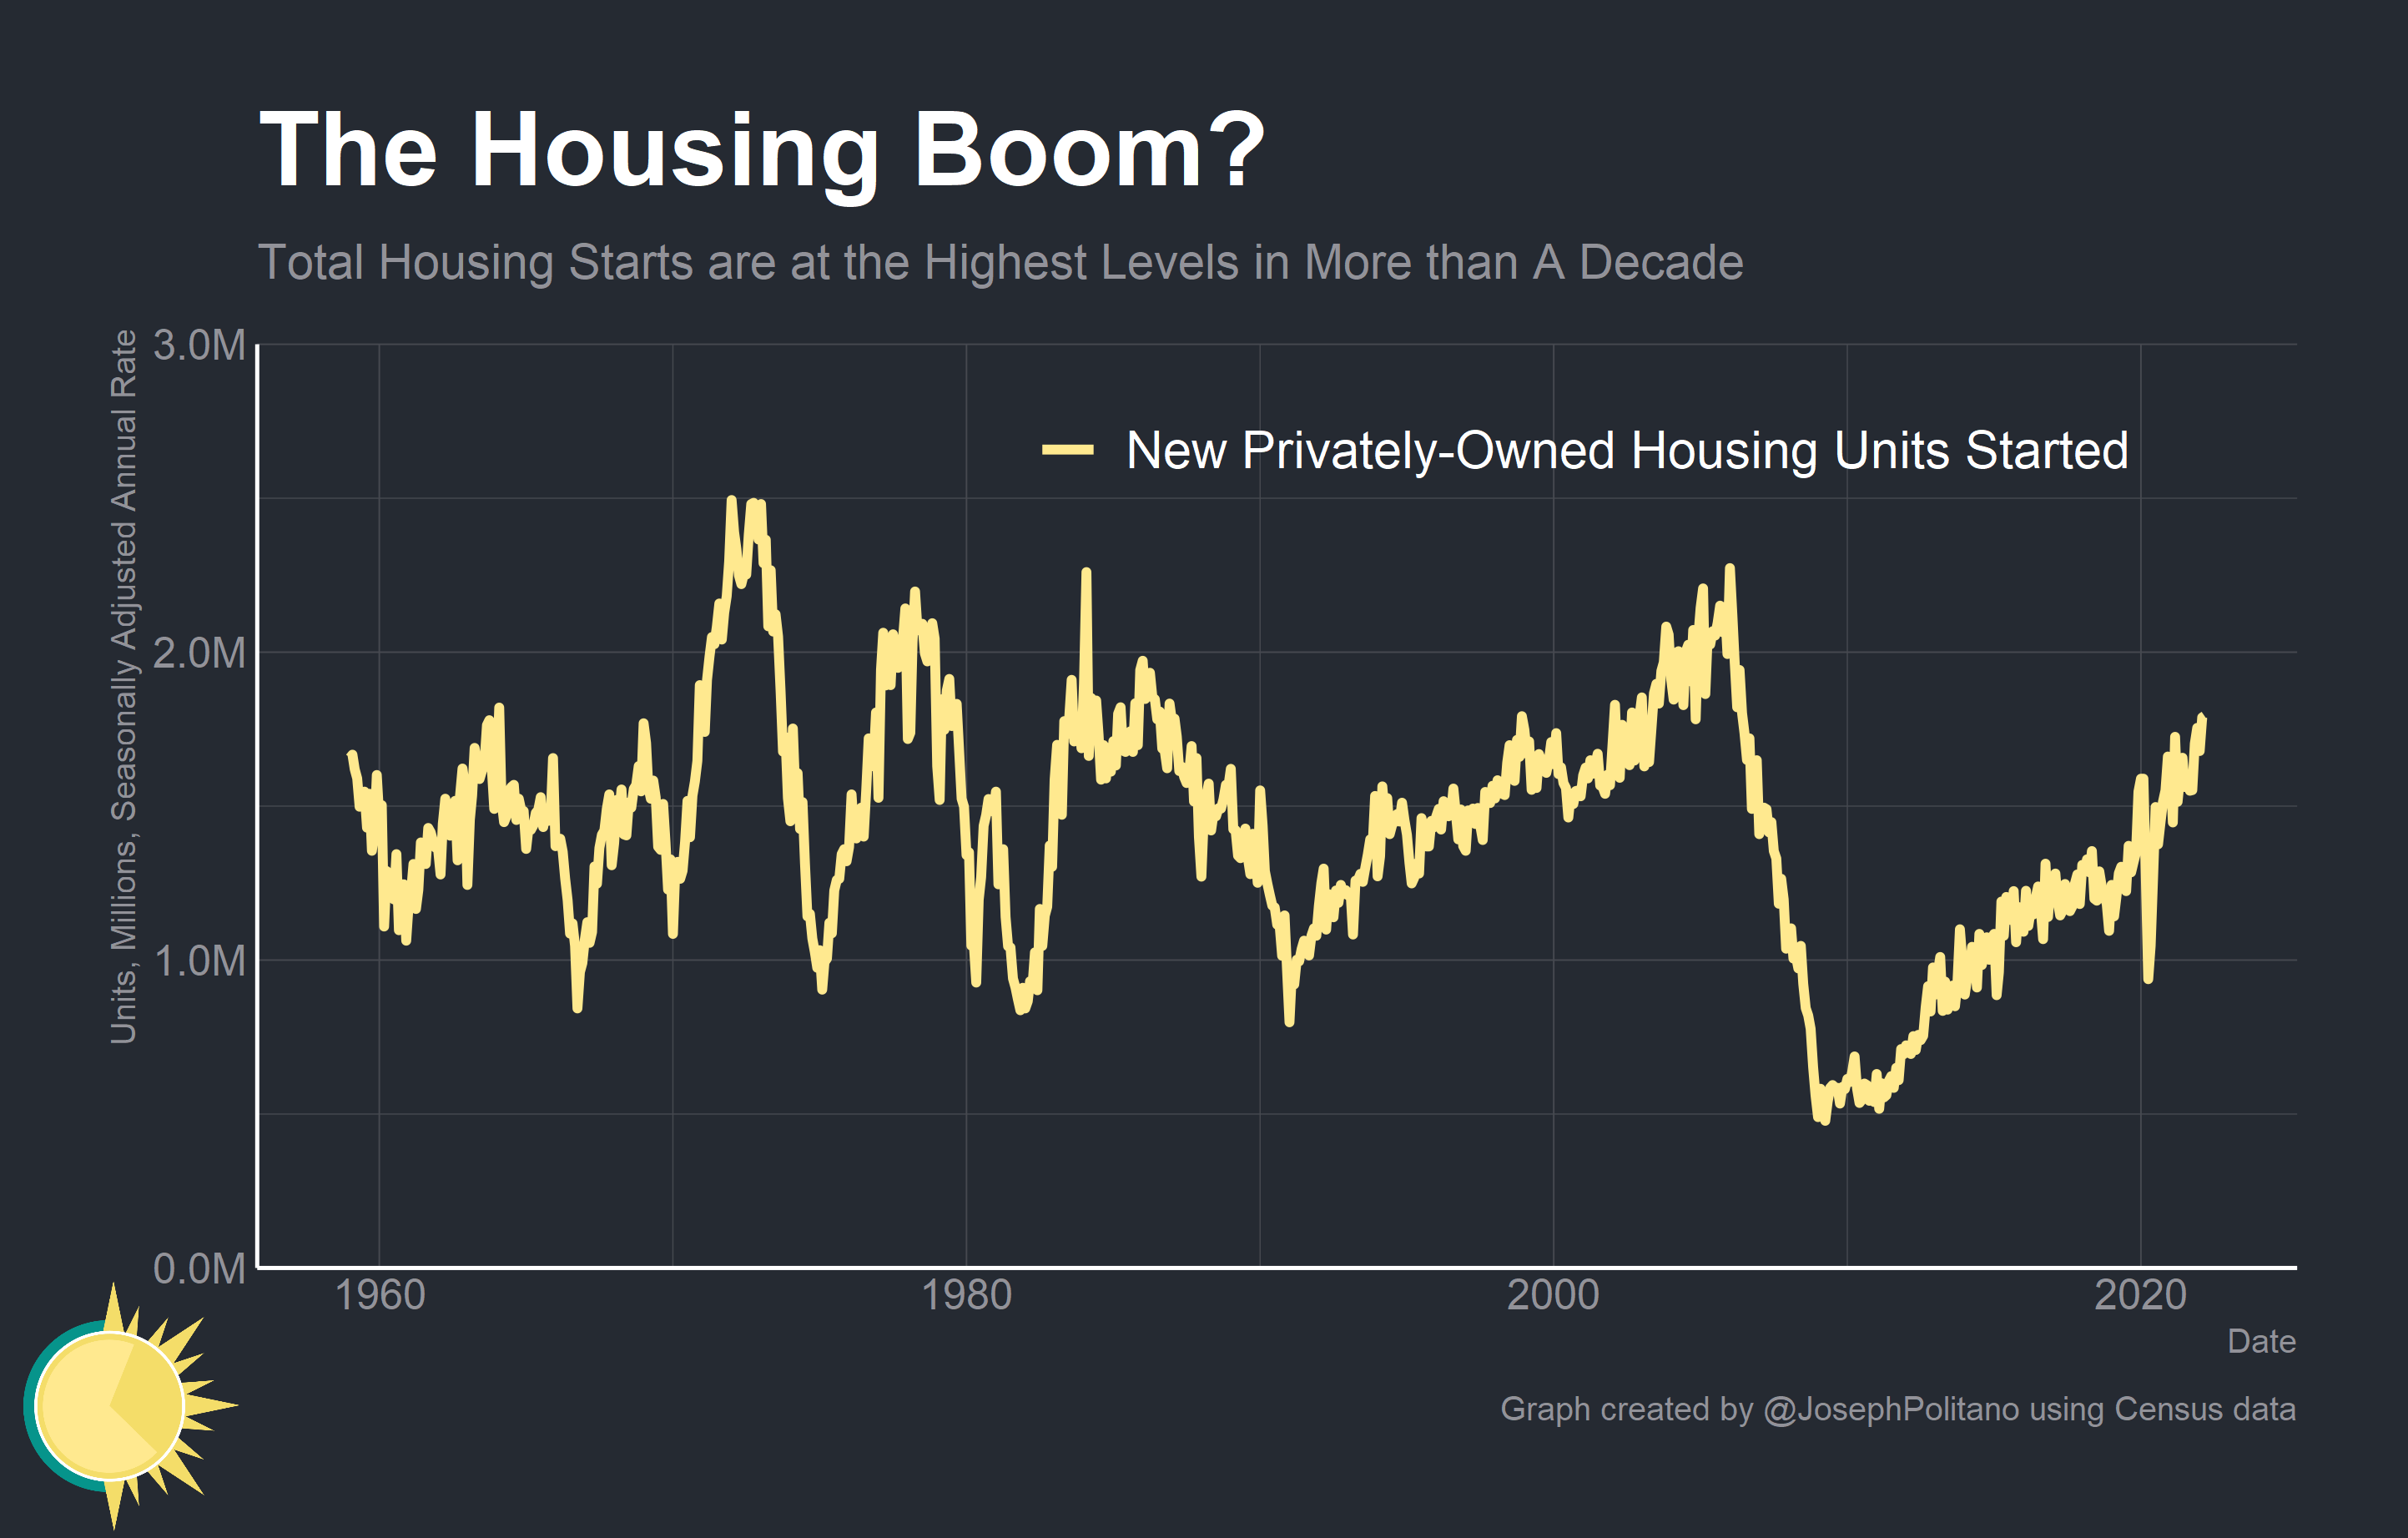 The Housing Boom?
Total Housing Starts are at the Highest Levels in More than A Decade
Units, Millions, Seasonally Adjusted Annual Rate
3.0M
2.0M
1.0M
0.0M
New Privately-Owned Housing Units Started
1960 1980 2000 2020
Date
Graph created by @JosephPolitano using Census data